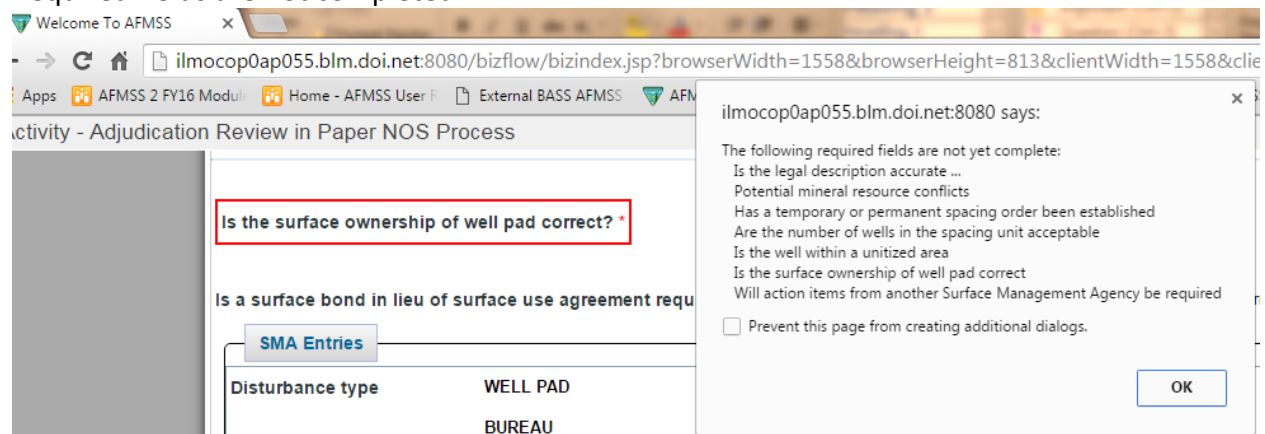 Welcome To AFMSS ×
ilmocop0ap055.blm.doi.net:8080/bizflow/bizindex.jsp?browserWidth=1558&browserHeight=813&clientWidth=1558&clie
Apps AFMSS 2 FY16 Modul Home - AFMSS User R External BASS AFMSS AFM
ctivity - Adjudication Review in Paper NOS Process
Is the surface ownership of well pad correct? *
Is a surface bond in lieu of surface use agreement requ
SMA Entries
Disturbance type WELL PAD
BUREAU
ilmocop0ap055.blm.doi.net:8080 says: ×
The following required fields are not yet complete:
Is the legal description accurate ...
Potential mineral resource conflicts
Has a temporary or permanent spacing order been established
Are the number of wells in the spacing unit acceptable
Is the well within a unitized area
Is the surface ownership of well pad correct
Will action items from another Surface Management Agency be required
Prevent this page from creating additional dialogs.
OK